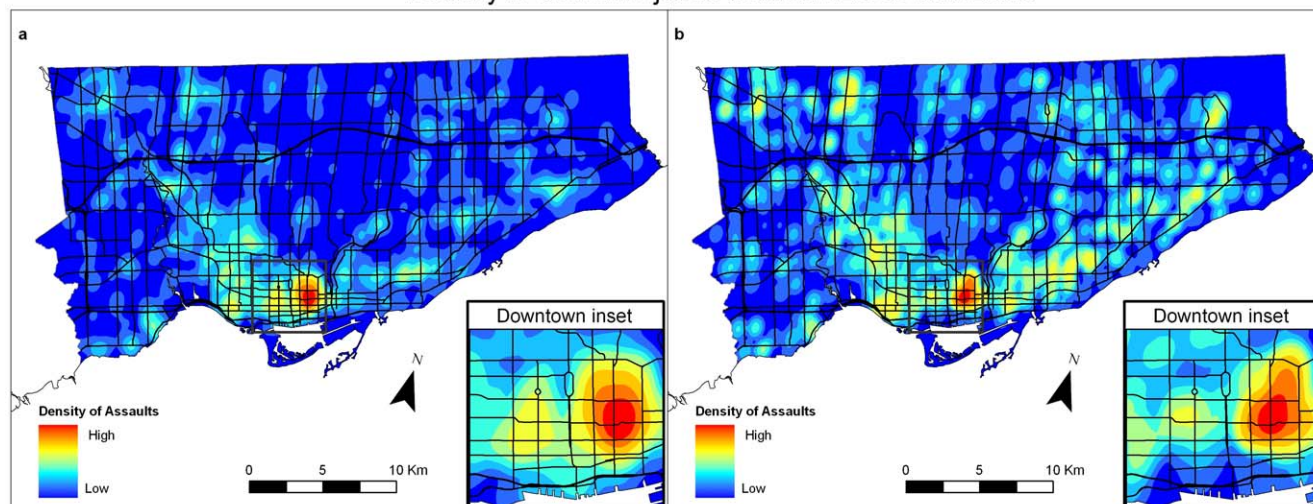 a
N
Density of Assaults
High
Low
0 5 10 Km
Downtown inset
b
N
Density of Assaults
High
Low
0 5 10 Km
Downtown inset